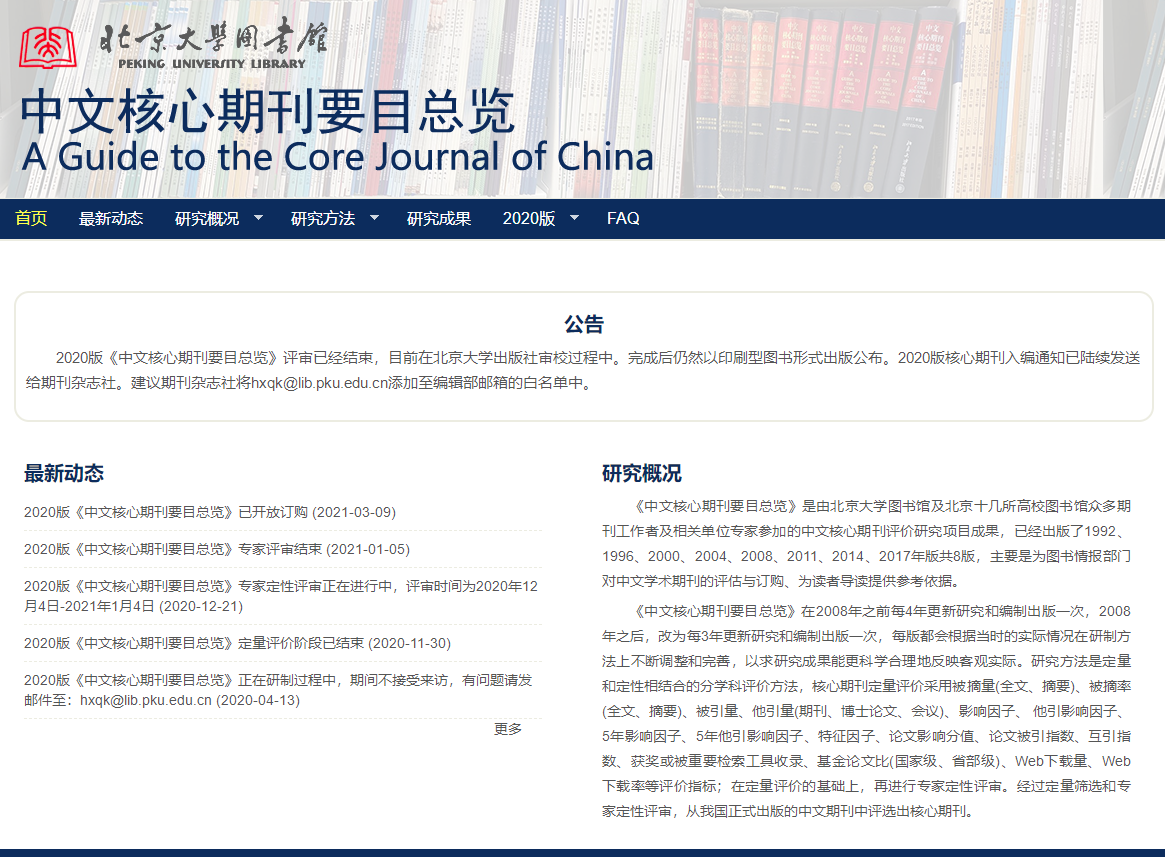 北京大學圖書館
PEKING UNIVERSITY LIBRARY
中文核心期刊要目总览
A Guide to the Core Journal of China
首页 最新动态 研究概况 研究方法 研究成果 2020版 FAQ
公告
2020版《中文核心期刊要目总览》评审已经结束，目前在北京大学出版社审校过程中。完成后仍然以印刷型图书形式出版公布。2020版核心期刊入编通知已陆续发送
给期刊杂志社。建议期刊杂志社将hxqk@lib.pku.edu.cn添加至编辑部邮箱的白名单中。
最新动态
2020版《中文核心期刊要目总览》已开放订购 (2021-03-09)
2020版《中文核心期刊要目总览》专家评审结束 (2021-01-05)
2020版《中文核心期刊要目总览》专家定性评审正在进行中，评审时间为2020年12
月4日-2021年1月4日 (2020-12-21)
2020版《中文核心期刊要目总览》定量评价阶段已结束 (2020-11-30)
2020版《中文核心期刊要目总览》正在研制过程中，期间不接受来访，有问题请发
邮件至：hxqk@lib.pku.edu.cn (2020-04-13)
更多
研究概况
《中文核心期刊要目总览》是由北京大学图书馆及北京十几所高校图书馆众多期
刊工作者及相关单位专家参加的中文核心期刊评价研究项目成果，已经出版了1992、
1996、2000、2004、2008、2011、2014、2017年版共8版，主要是为图书情报部门
对中文学术期刊的评估与订购、为读者导读提供参考依据。
《中文核心期刊要目总览》在2008年之前每4年更新研究和编制出版一次，2008
年之后，改为每3年更新研究和编制出版一次，每版都会根据当时的实际情况在研制方
法上不断调整和完善，以求研究成果能更科学合理地反映客观实际。研究方法是定量
和定性相结合的分学科评价方法，核心期刊定量评价采用被摘量(全文、摘要)、被摘率
(全文、摘要)、被引量、他引量(期刊、博士论文、会议)、影响因子、 他引影响因子、
5年影响因子、5年他引影响因子、特征因子、论文影响分值、论文被引指数、互引指
数、获奖或被重要检索工具收录、基金论文比(国家级、省部级)、Web下载量、Web
下载率等评价指标；在定量评价的基础上，再进行专家定性评审。经过定量筛选和专
家定性评审，从我国正式出版的中文期刊中评选出核心期刊。